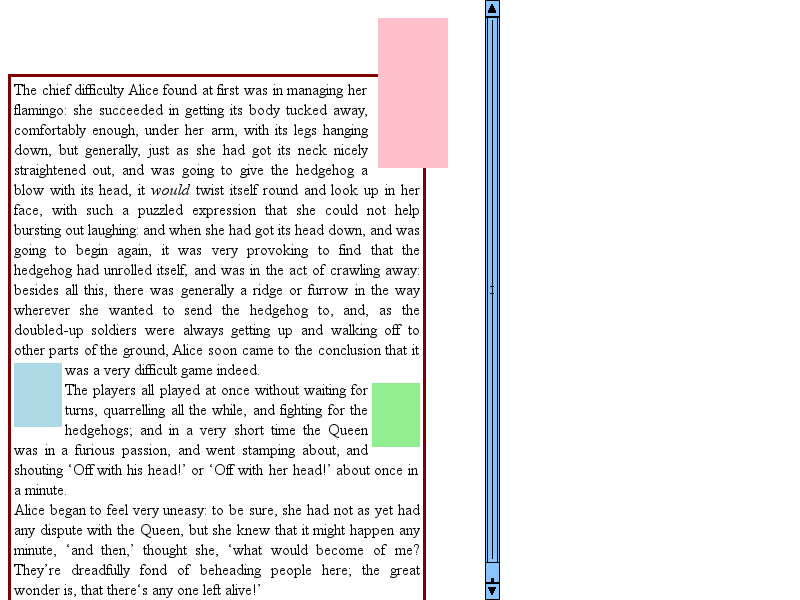 The chief difficulty Alice found at first was in managing her
flamingo: she succeeded in getting its body tucked away,
comfortably enough, under her arm, with its legs hanging
down, but generally, just as she had got its neck nicely
straightened out, and was going to give the hedgehog a
blow with its head, it would twist itself round and look up in her
face, with such a puzzled expression that she could not help
bursting out laughing: and when she had got its head down, and was
going to begin again, it was very provoking to find that the
hedgehog had unrolled itself, and was in the act of crawling away:
besides all this, there was generally a ridge or furrow in the way
wherever she wanted to send the hedgehog to, and, as the
doubled-up soldiers were always getting up and walking off to
other parts of the ground, Alice soon came to the conclusion that it
was a very difficult game indeed.
The players all played at once without waiting for
turns, quarrelling all the while, and fighting for the
hedgehogs; and in a very short time the Queen
was in a furious passion, and went stamping about, and
shouting ‘Off with his head!’ or ‘Off with her head!’ about once in
a minute.
Alice began to feel very uneasy: to be sure, she had not as yet had
any dispute with the Queen, but she knew that it might happen any
minute, ‘and then,’ thought she, ‘what would become of me?
They’re dreadfully fond of beheading people here; the great
wonder is, that there‘s any one left alive!’